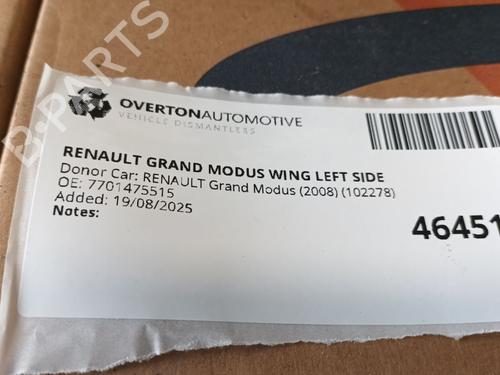 B-PARTS
OVERTONAUTOMOTIVE
VEHICLE DISMANTLERS
RENAULT GRAND MODUS WING LEFT SIDE
Donor Car: RENAULT Grand Modus (2008) (102278)
OE: 7701475515
Added: 19/08/2025
Notes:
46451